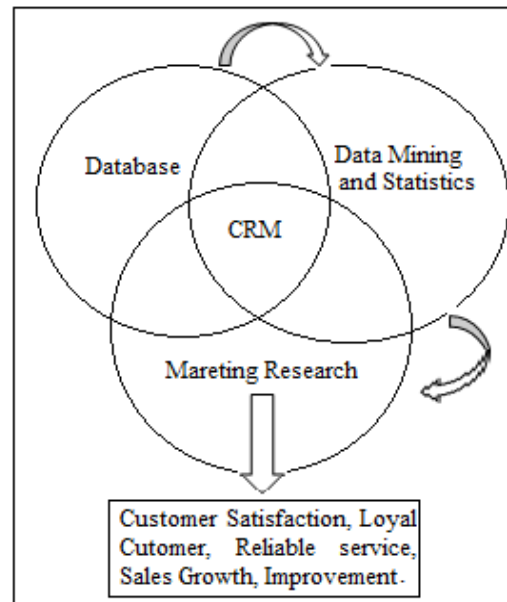 Database
Data Mining
and Statistics
CRM
Mareting Research
Customer Satisfaction, Loyal
Cutomer, Reliable service,
Sales Growth, Improvement.